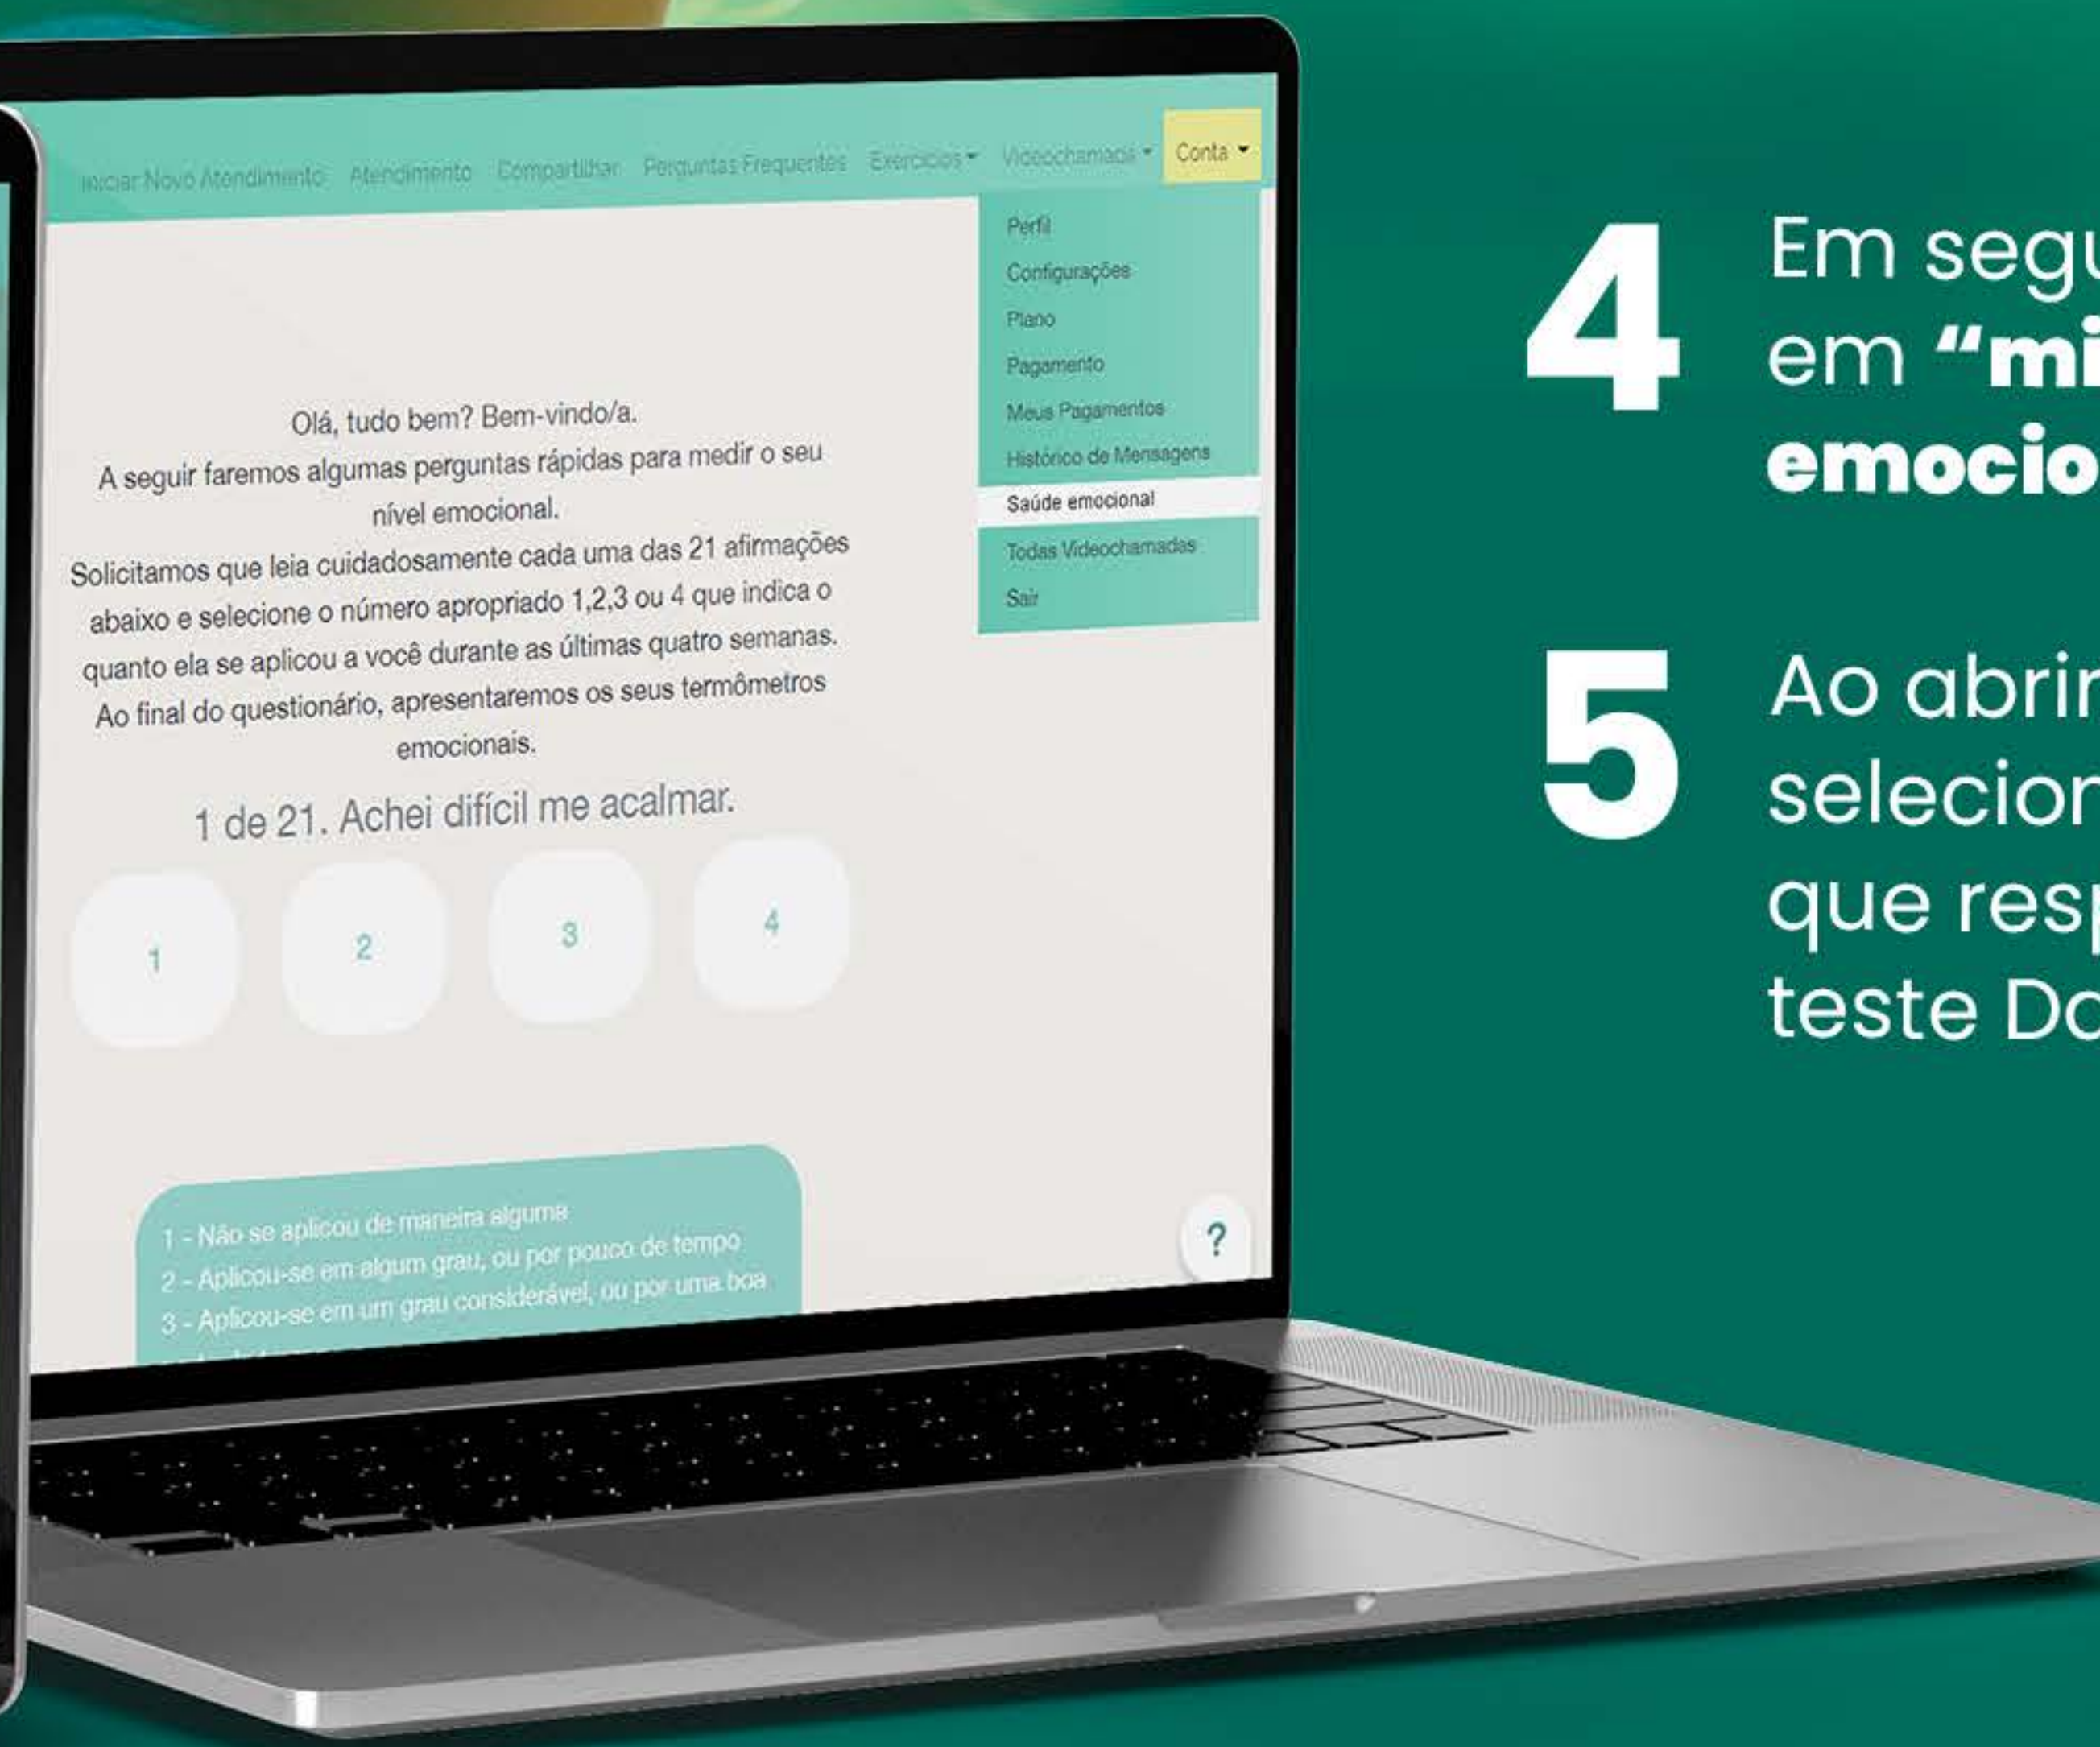 Iniciar Novo Atendimento Atendimento Compartilhar Perguntas Frequentes Exercícios Videochamada Conta
Perfil
Configurações
Plano
Pagamento
Meus Pagamentos
Histórico de Mensagens
Saúde emocional
Todas Videochamadas
Sair
Olá, tudo bem? Bem-vindo/a.
A seguir faremos algumas perguntas rápidas para medir o seu
nível emocional.
Solicitamos que leia cuidadosamente cada uma das 21 afirmações
abaixo e selecione o número apropriado 1,2,3 ou 4 que indica o
quanto ela se aplicou a você durante as últimas quatro semanas.
Ao final do questionário, apresentaremos os seus termômetros
emocionais.
1 de 21. Achei difícil me acalmar.
1 2 3 4
1 - Não se aplicou de maneira alguma
2 - Aplicou-se em algum grau, ou por pouco de tempo
3 - Aplicou-se em um grau considerável, ou por uma boa
?
4 Em segu
em “mi
emocio
5 Ao abrir
selecion
que resp
teste Da